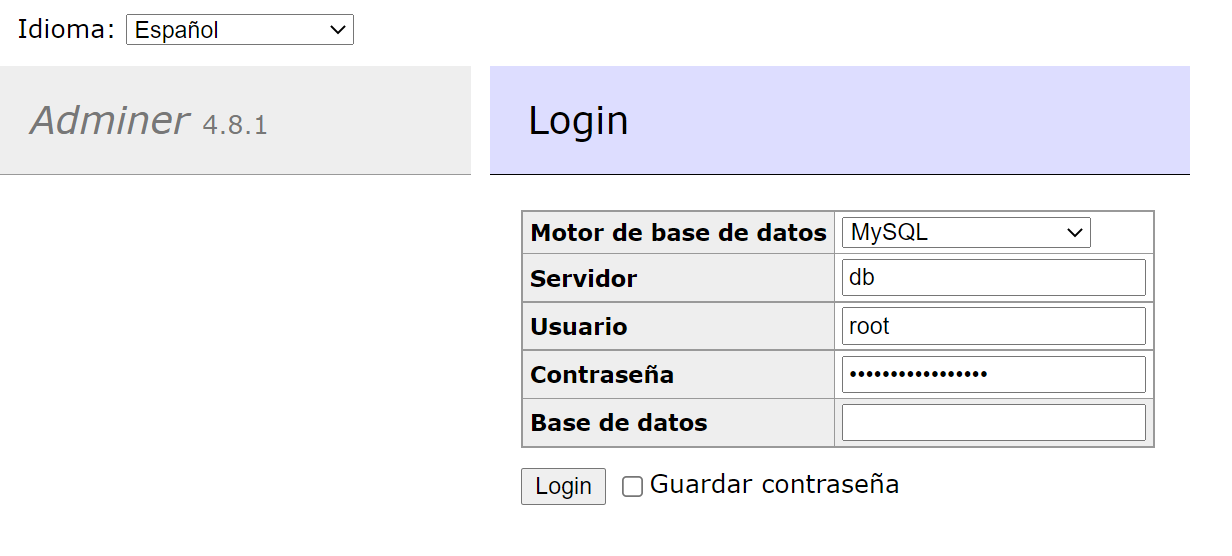 Idioma: Español
Adminer 4.8.1
Login
Motor de base de datos MySQL
Servidor db
Usuario root
Contraseña •••••••••••••••••
Base de datos
Login Guardar contraseña